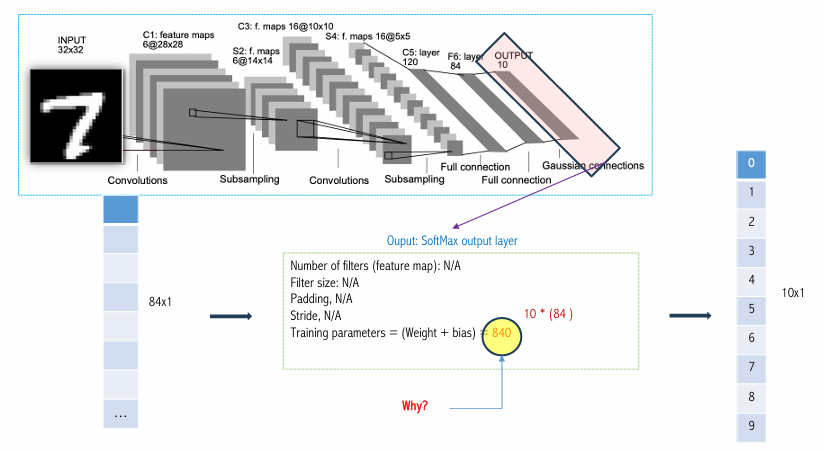 INPUT
32x32
C1: feature maps
6@28x28
S2: f. maps
6@14x14
C3: f. maps 16@10x10
S4: f. maps 16@5x5
C5: layer
120
F6: layer
84
OUTPUT
10
Convolutions
Subsampling
Convolutions
Subsampling
Full connection
Full connection
Gaussian connections
Ouput: SoftMax output layer
Number of filters (feature map): N/A
Filter size: N/A
Padding, N/A
Stride, N/A
Training parameters = (Weight + bias) = 840
10 * (84 )
Why?
84x1
...
0
1
2
3
4
5
6
7
8
9
10x1